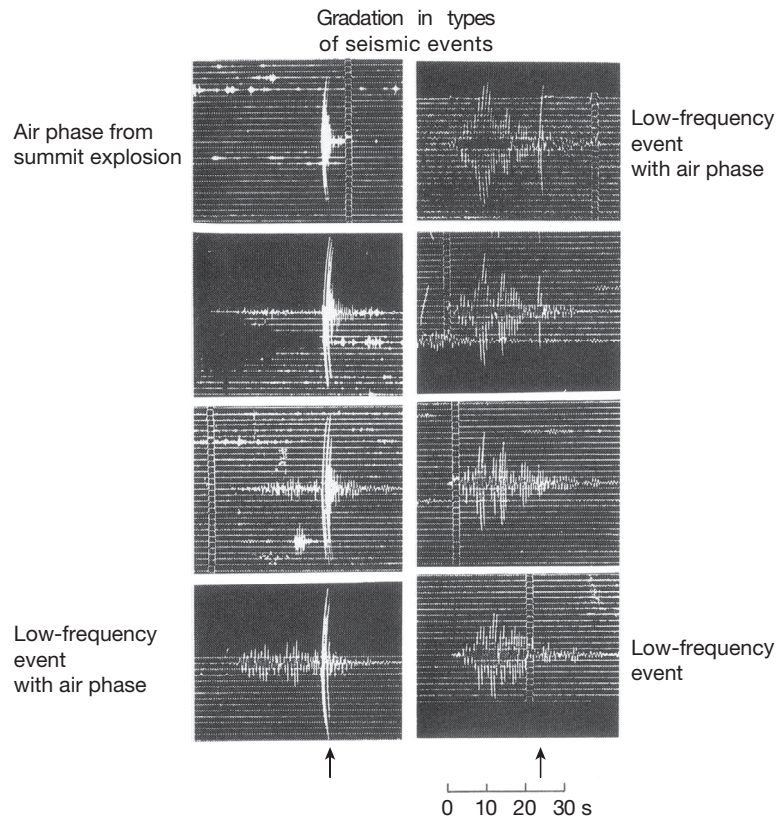 Gradation in types
of seismic events
Air phase from
summit explosion
Low-frequency
event
with air phase
Low-frequency
event
with air phase
Low-frequency
event
0 10 20 30 s